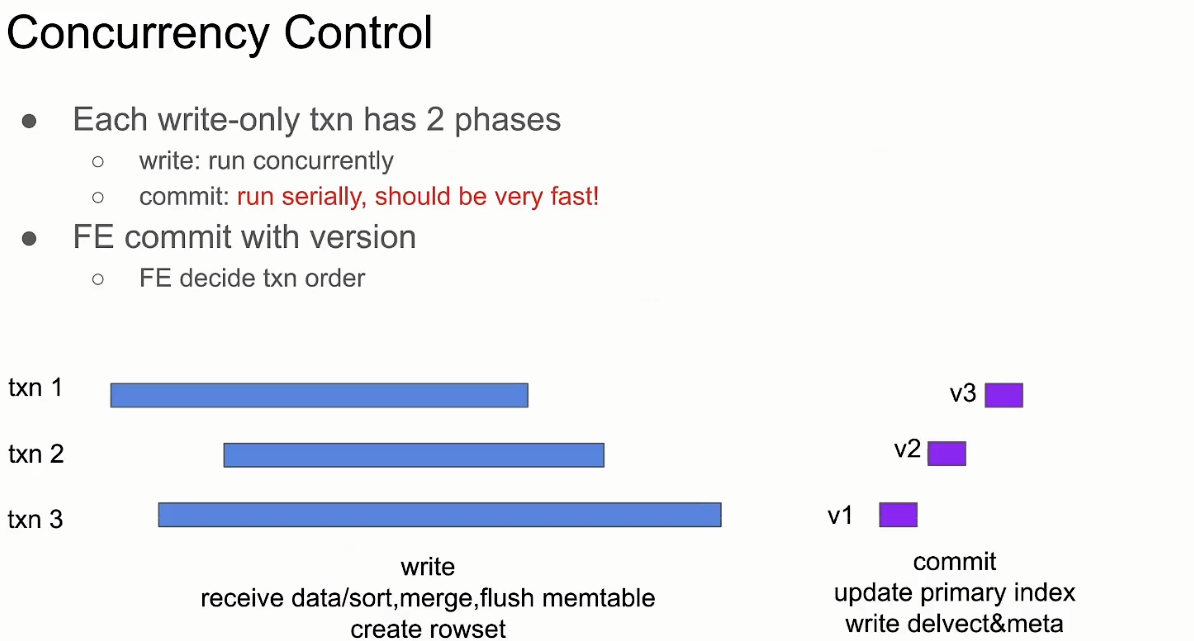 Concurrency Control
● Each write-only txn has 2 phases
○ write: run concurrently
○ commit: run serially, should be very fast!
● FE commit with version
○ FE decide txn order
txn 1
v3
txn 2
v2
txn 3
v1
write
receive data/sort,merge,flush memtable
create rowset
commit
update primary index
write delvect&meta